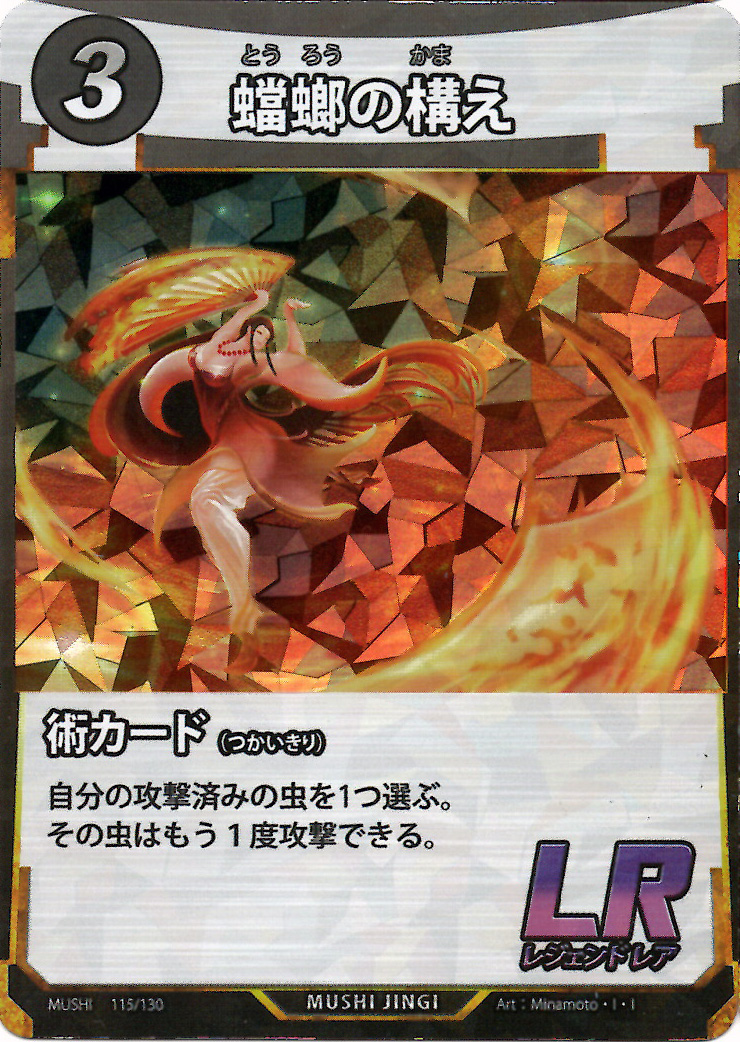 3
とう ろう かま
蟷螂の構え
術カード (つかいきり)
自分の攻撃済みの虫を1つ選ぶ。
その虫はもう１度攻撃できる。
LR
レジェンドレア
MUSHI 115/130
MUSHI JINGI
Art：Minamoto・I・I